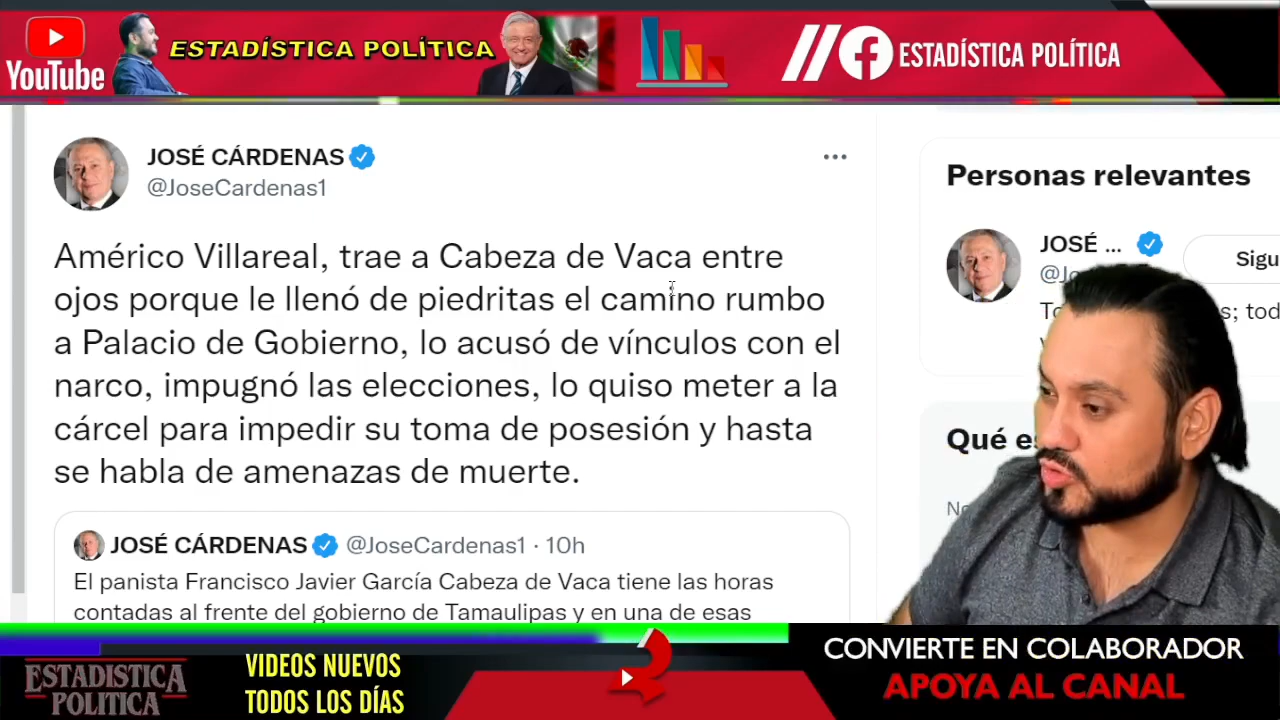 YouTube
ESTADÍSTICA POLÍTICA
ESTADÍSTICA POLÍTICA
JOSÉ CÁRDENAS
@JoseCardenas1
Américo Villareal, trae a Cabeza de Vaca entre
ojos porque le llenó de piedritas el camino rumbo
a Palacio de Gobierno, lo acusó de vínculos con el
narco, impugnó las elecciones, lo quiso meter a la
cárcel para impedir su toma de posesión y hasta
se habla de amenazas de muerte.
JOSÉ CÁRDENAS @JoseCardenas1 · 10h
El panista Francisco Javier García Cabeza de Vaca tiene las horas
contadas al frente del gobierno de Tamaulipas y en una de esas
Personas relevantes
JOSÉ ...
Sigu
s; tod
Qué es
ESTADISTICA
POLÍTICA
VIDEOS NUEVOS
TODOS LOS DÍAS
CONVIERTE EN COLABORADOR
APOYA AL CANAL